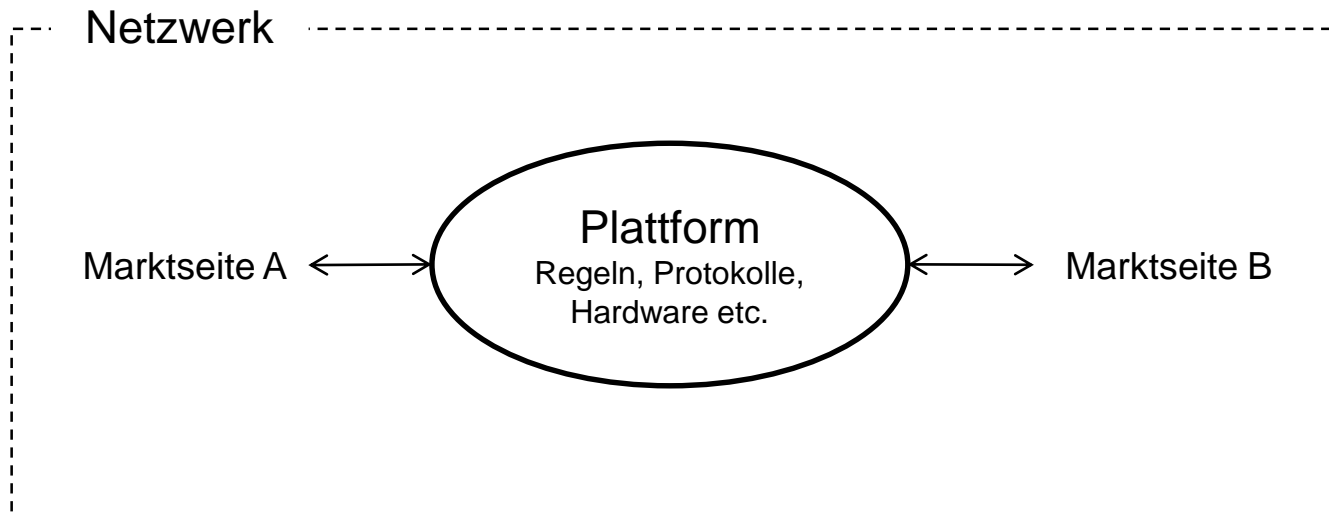 Netzwerk
Plattform
Marktseite A
Regeln, Protokolle,
Marktseite B
Hardware etc.